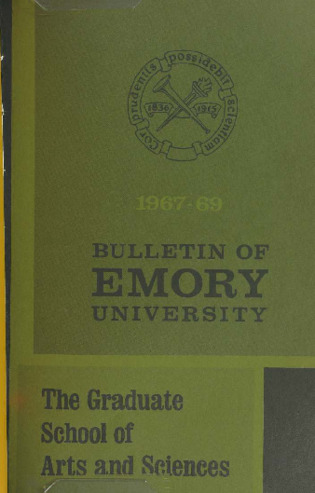 cor prudentis possidebit scientiam
1836 1915
1967-69
BULLETIN OF
EMORY
UNIVERSITY
The Graduate
School of
Arts and Sciences